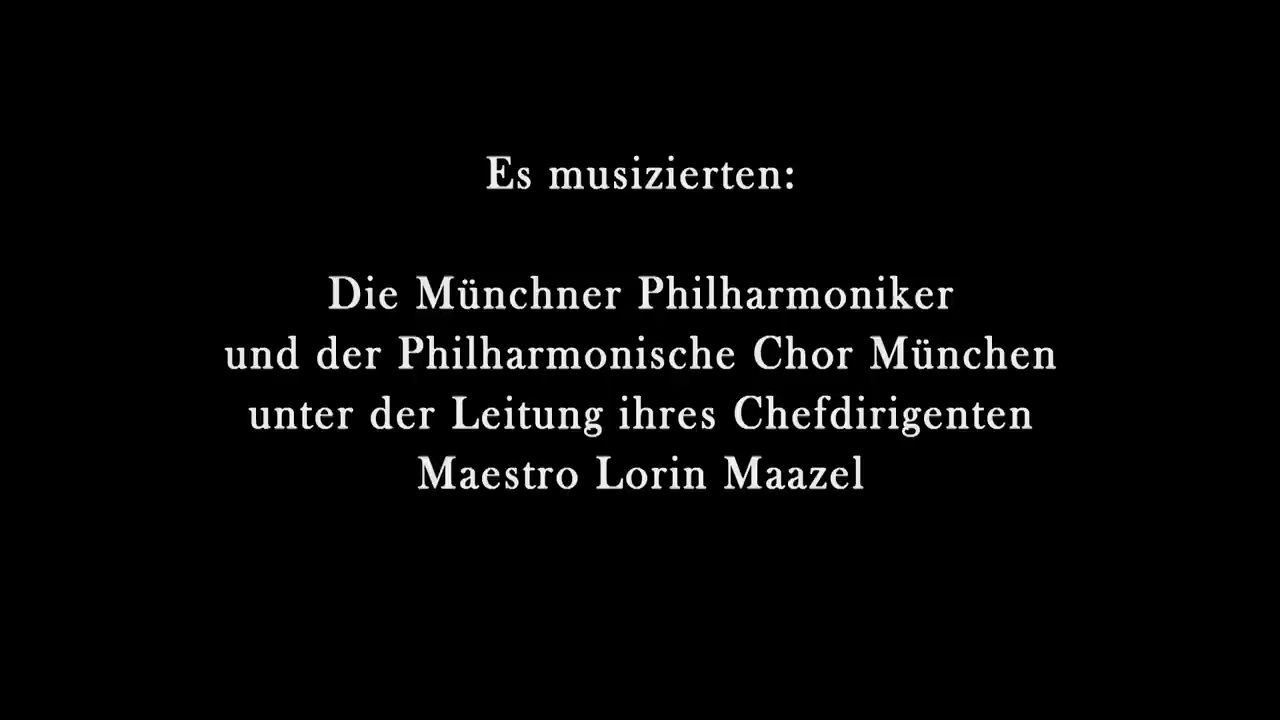 Es musizierten:
Die Münchner Philharmoniker
und der Philharmonische Chor München
unter der Leitung ihres Chefdirigenten
Maestro Lorin Maazel